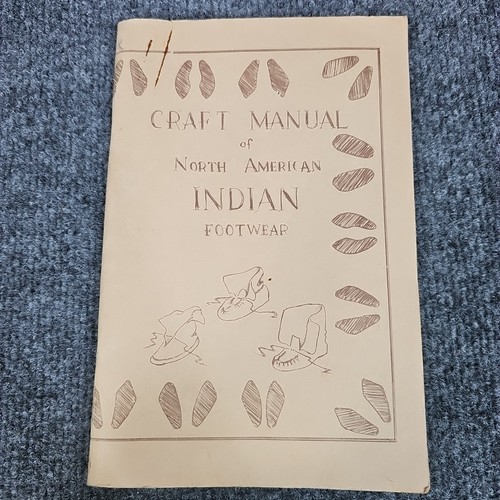 CRAFT MANUAL
of
NORTH AMERICAN
INDIAN
FOOTWEAR